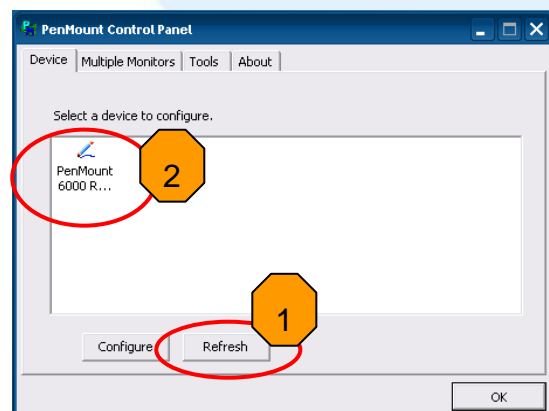 PenMount Control Panel
Device Multiple Monitors Tools About
Select a device to configure.
PenMount
6000 R...
2
1
Configure Refresh
OK